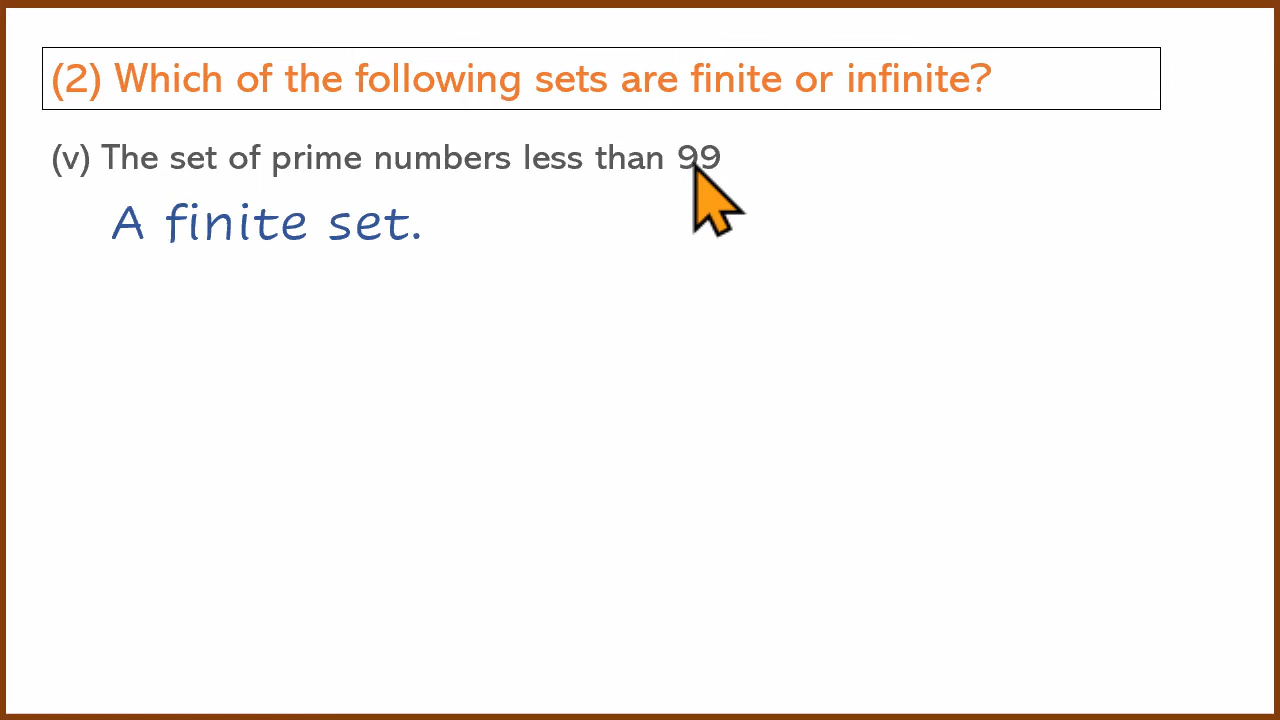 (2) Which of the following sets are finite or infinite?
(v) The set of prime numbers less than 99
A finite set.